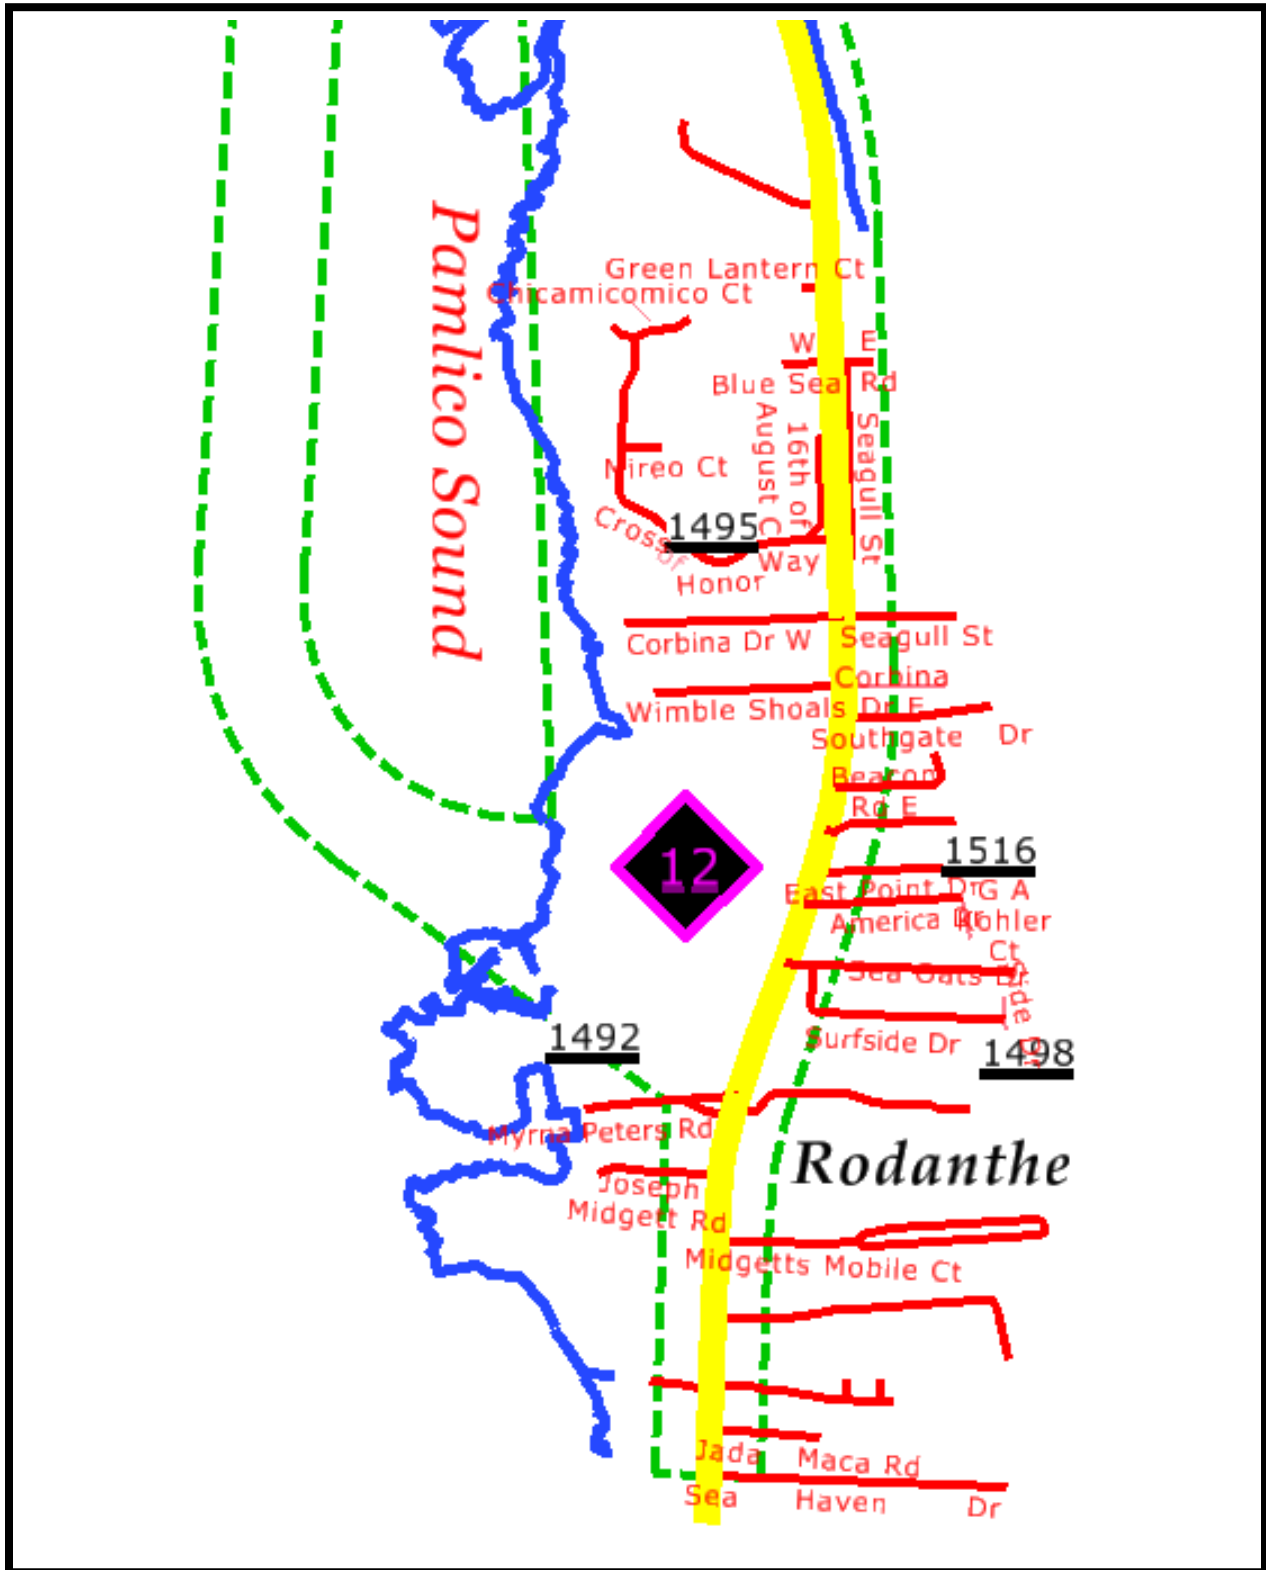 Pamlico Sound
Green Lantern Ct
Chicamicomico Ct
W E
Blue Sea Rd
16th of
August C
Seagull St
Mireo Ct
1495
Cross
of
Honor
Way
Corbina Dr W
Seagull St
Corbina
Dr E
Wimble Shoals
Southgate Dr
Beacon
Rd E
12
1516
East Point Dr
G A
Kohler
Ct
America Dr
Sea Oats Dr
Surfside Dr
1492
1498
Myrna Peters Rd
Rodanthe
Joseph
Midgett Rd
Midgetts Mobile Ct
Jada Maca Rd
Sea Haven Dr